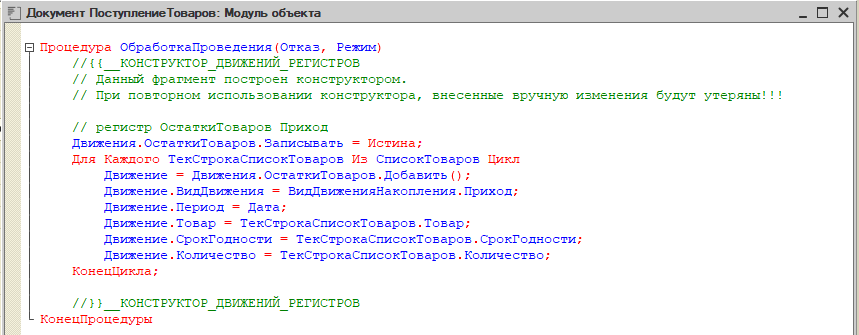 Документ ПоступлениеТоваров: Модуль объекта
Процедура ОбработкаПроведения(Отказ, Режим)
//{{__КОНСТРУКТОР_ДВИЖЕНИЙ_РЕГИСТРОВ
// Данный фрагмент построен конструктором.
// При повторном использовании конструктора, внесенные вручную изменения будут утеряны!!!
// регистр ОстаткиТоваров Приход
Движения.ОстаткиТоваров.Записывать = Истина;
Для Каждого ТекСтрокаСписокТоваров Из СписокТоваров Цикл
Движение = Движения.ОстаткиТоваров.Добавить();
Движение.ВидДвижения = ВидДвиженияНакопления.Приход;
Движение.Период = Дата;
Движение.Товар = ТекСтрокаСписокТоваров.Товар;
Движение.СрокГодности = ТекСтрокаСписокТоваров.СрокГодности;
Движение.Количество = ТекСтрокаСписокТоваров.Количество;
КонецЦикла;
//}}__КОНСТРУКТОР_ДВИЖЕНИЙ_РЕГИСТРОВ
КонецПроцедуры